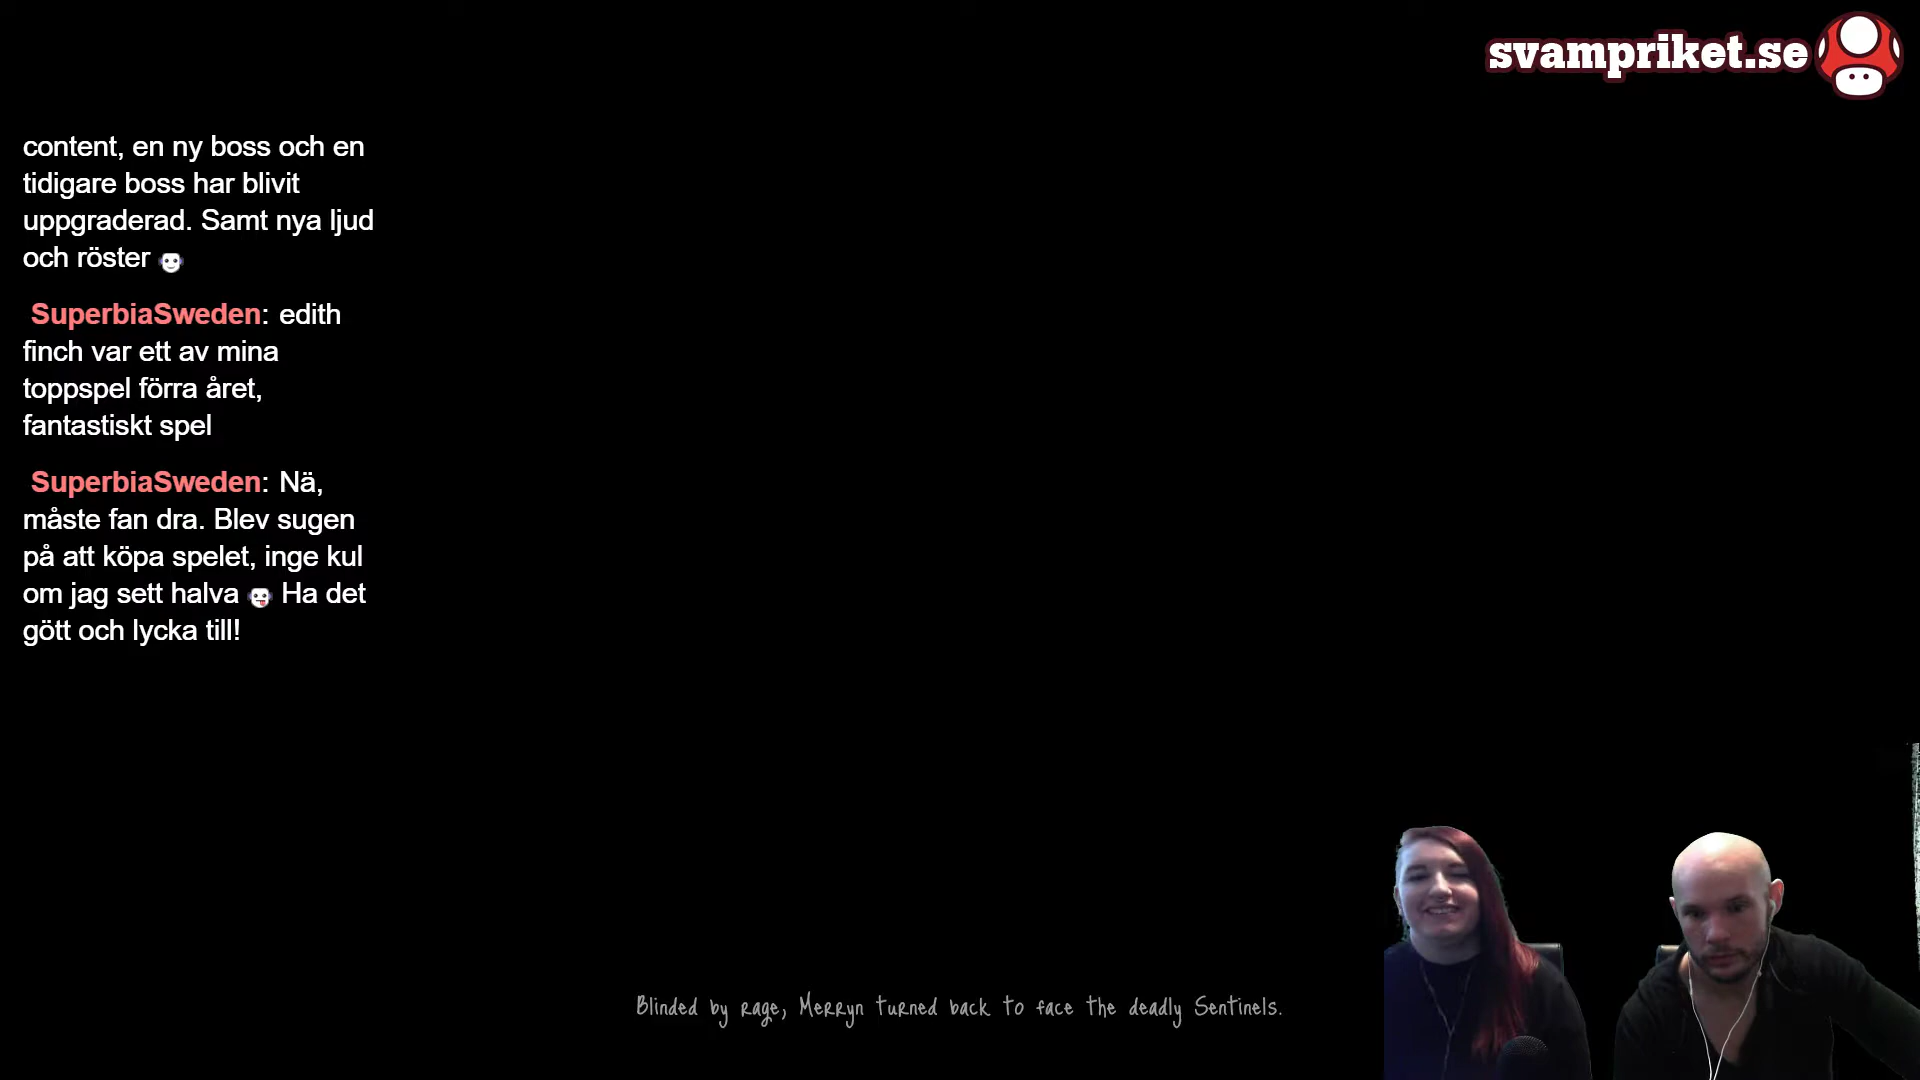 svampriket.se
content, en ny boss och en
tidigare boss har blivit
uppgraderad. Samt nya ljud
och röster
SuperbiaSweden: edith
finch var ett av mina
toppspel förra året,
fantastiskt spel
SuperbiaSweden: Nä,
måste fan dra. Blev sugen
på att köpa spelet, inge kul
om jag sett halva Ha det
gött och lycka till!
Blinded by rage, Merryn turned back to face the deadly Sentinels.